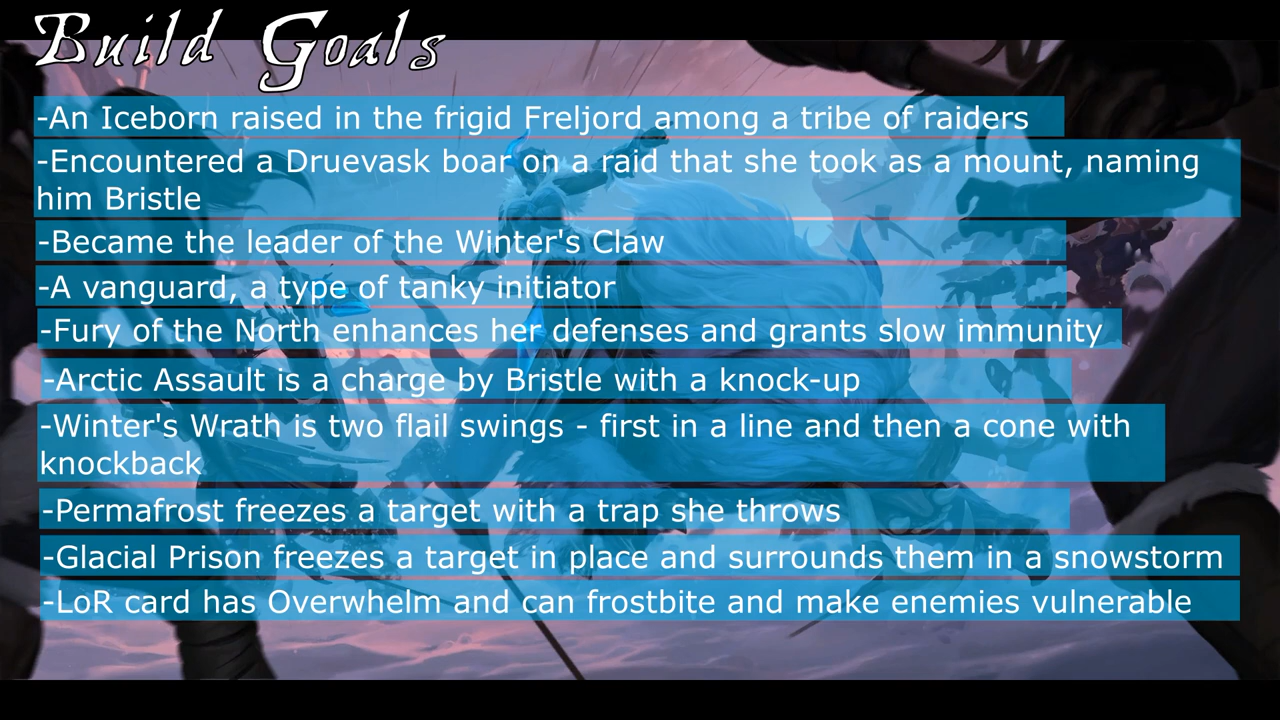 Build Goals
-An Iceborn raised in the frigid Freljord among a tribe of raiders
-Encountered a Druevask boar on a raid that she took as a mount, naming
him Bristle
-Became the leader of the Winter's Claw
-A vanguard, a type of tanky initiator
-Fury of the North enhances her defenses and grants slow immunity
-Arctic Assault is a charge by Bristle with a knock-up
-Winter's Wrath is two flail swings - first in a line and then a cone with
knockback
-Permafrost freezes a target with a trap she throws
-Glacial Prison freezes a target in place and surrounds them in a snowstorm
-LoR card has Overwhelm and can frostbite and make enemies vulnerable